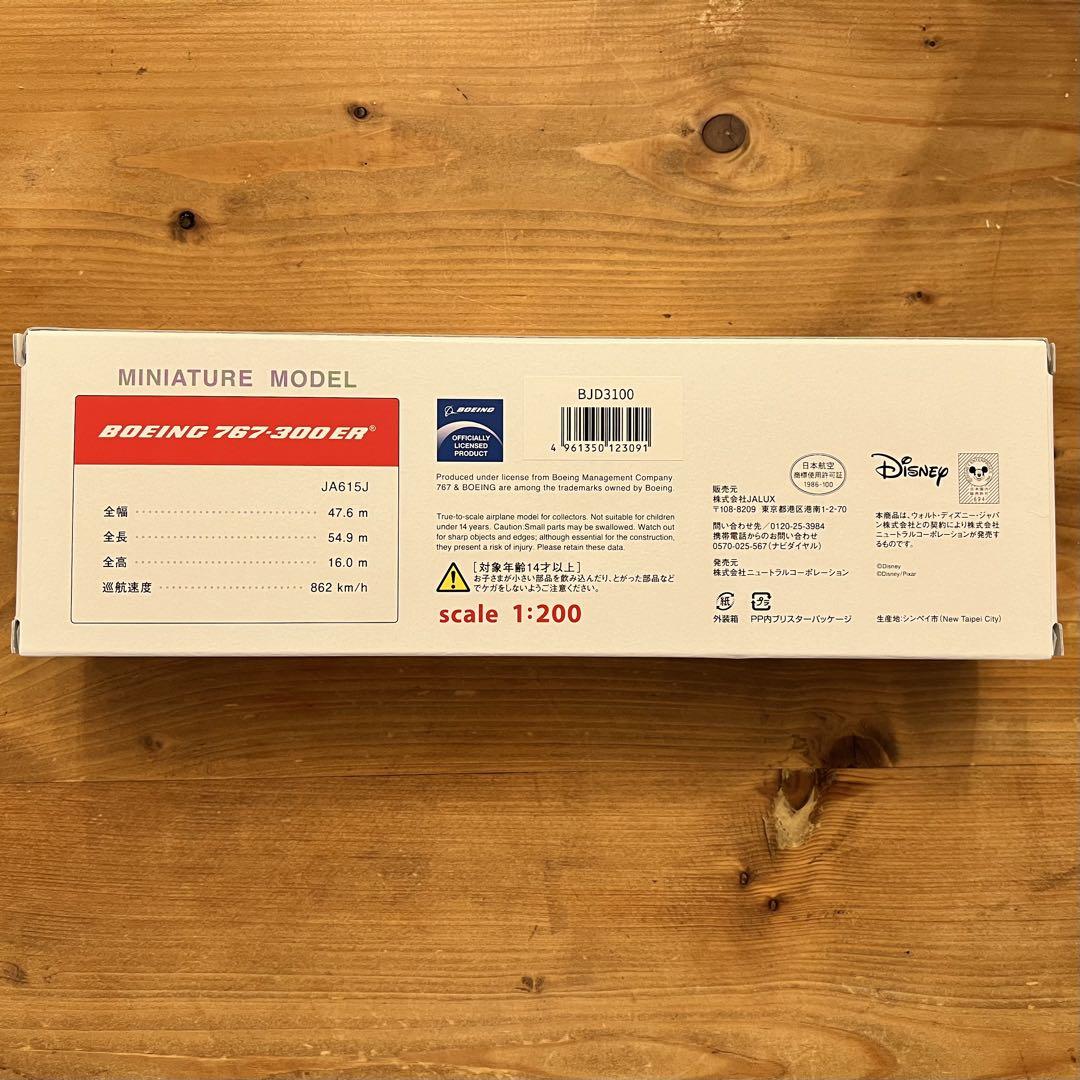 MINIATURE MODEL
BOEING 767-300ER®
JA615J
全幅 47.6 m
全長 54.9 m
全高 16.0 m
巡航速度 862 km/h
BOEING
OFFICIALLY
LICENSED
PRODUCT
BJD3100
4 961350 123091
Produced under license from Boeing Management Company.
767 & BOEING are among the trademarks owned by Boeing.
True-to-scale airplane model for collectors. Not suitable for children
under 14 years. Caution:Small parts may be swallowed. Watch out
for sharp objects and edges; although essential for the construction,
they present a risk of injury. Please retain these data.
[対象年齢14才以上]
お子さまが小さい部品を飲み込んだり、とがった部品など
でケガをしないようご注意ください。
scale 1:200
日本航空
商標使用許可証
1986-100
販売元
株式会社JALUX
〒108-8209 東京都港区港南1-2-70
問い合わせ先/0120-25-3984
携帯電話からのお問い合わせ
0570-025-567(ナビダイヤル)
発売元
株式会社ニュートラルコーポレーション
紙
プラ
外装箱 PP内ブリスターパッケージ
Disney
本商品は、ウォルト・ディズニー・ジャパ
ン株式会社との契約により株式会社
ニュートラルコーポレーションが発売す
るものです。
©Disney
©Disney/Pixar
生産地:シンペイ市(New Taipei City)